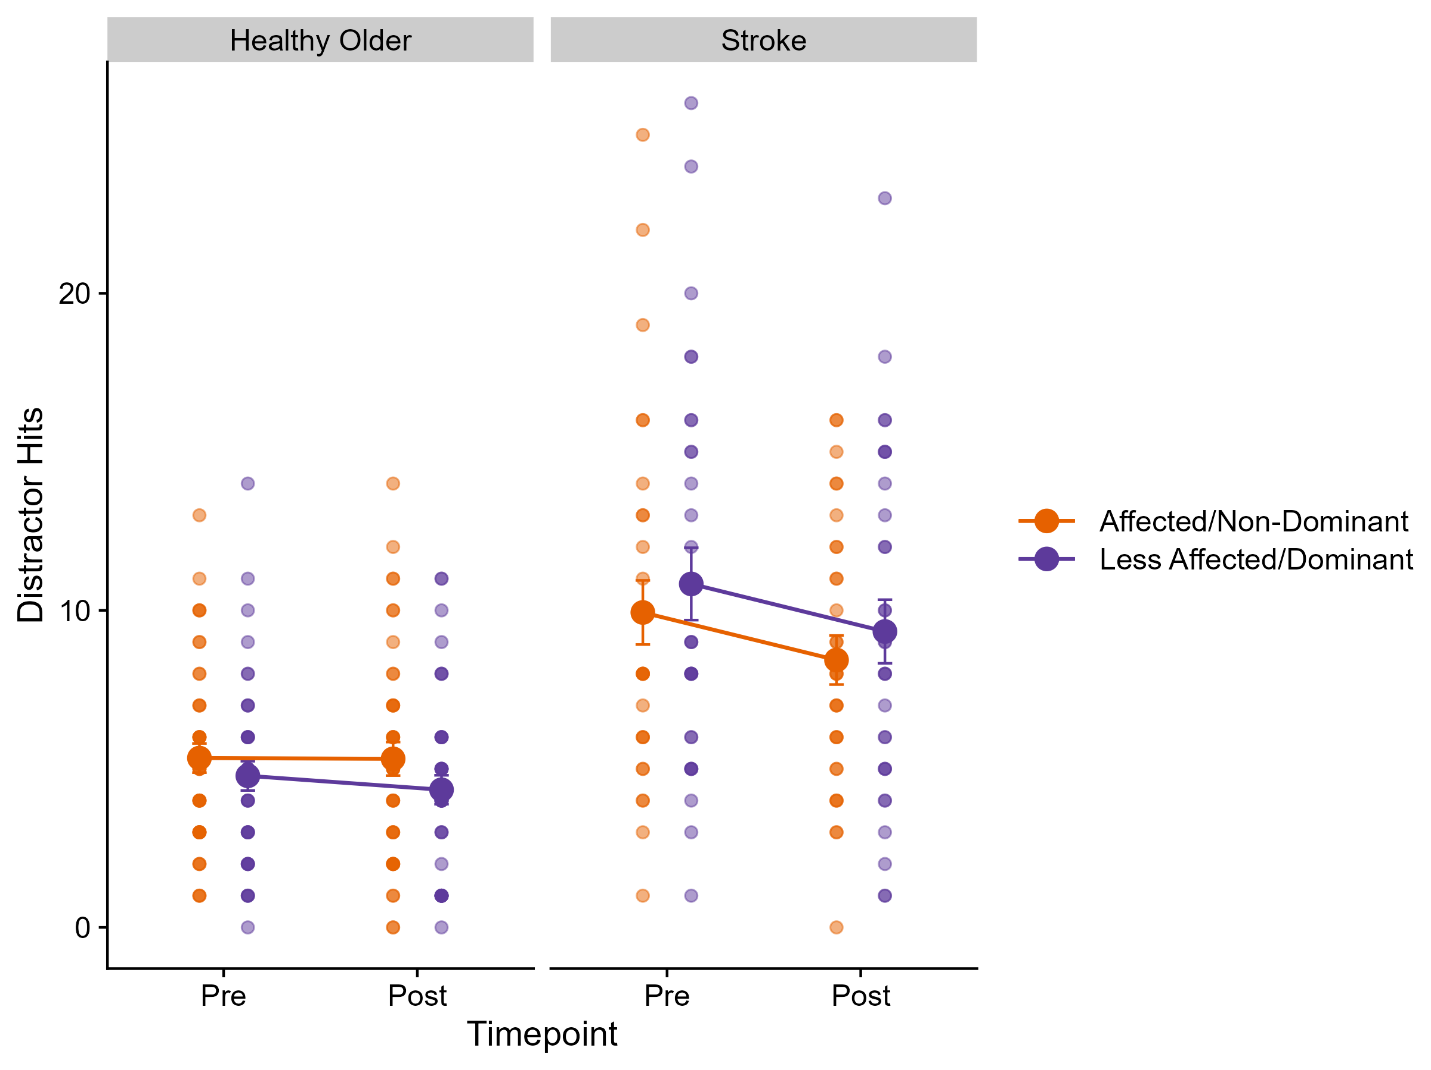 Healthy Older
Stroke
Distractor Hits
20
10
0
Pre
Post
Pre
Post
Timepoint
Affected/Non-Dominant
Less Affected/Dominant